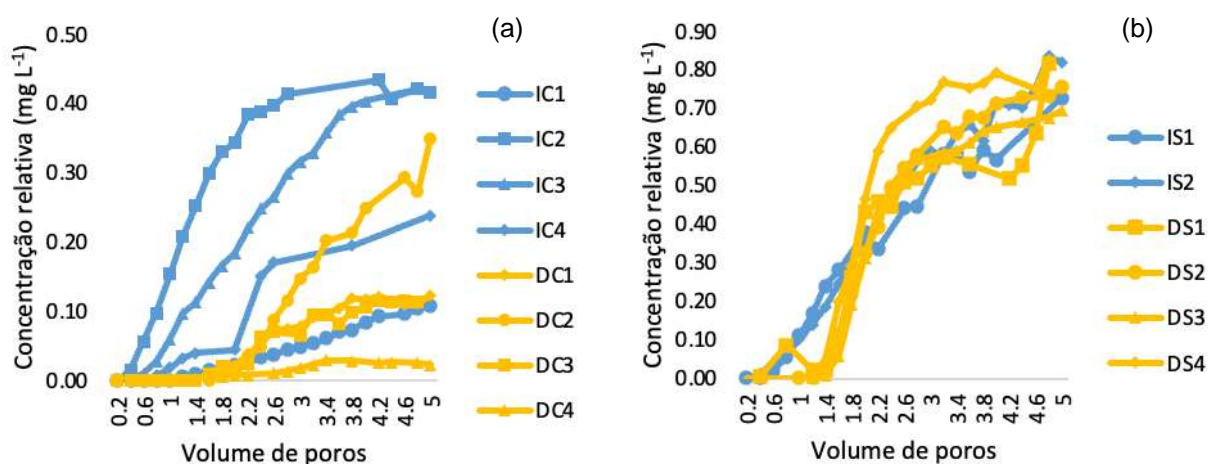 (a)
Concentração relativa (mg L⁻¹)
0.50
0.40
0.30
0.20
0.10
0.00
0.2 0.6 1 1.4 1.8 2.2 2.6 3 3.4 3.8 4.2 4.6 5
Volume de poros
IC1
IC2
IC3
IC4
DC1
DC2
DC3
DC4
(b)
Concentração relativa (mg L⁻¹)
0.90
0.80
0.70
0.60
0.50
0.40
0.30
0.20
0.10
0.00
0.2 0.6 1 1.4 1.8 2.2 2.6 3 3.4 3.8 4.2 4.6 5
Volume de poros
IS1
IS2
DS1
DS2
DS3
DS4